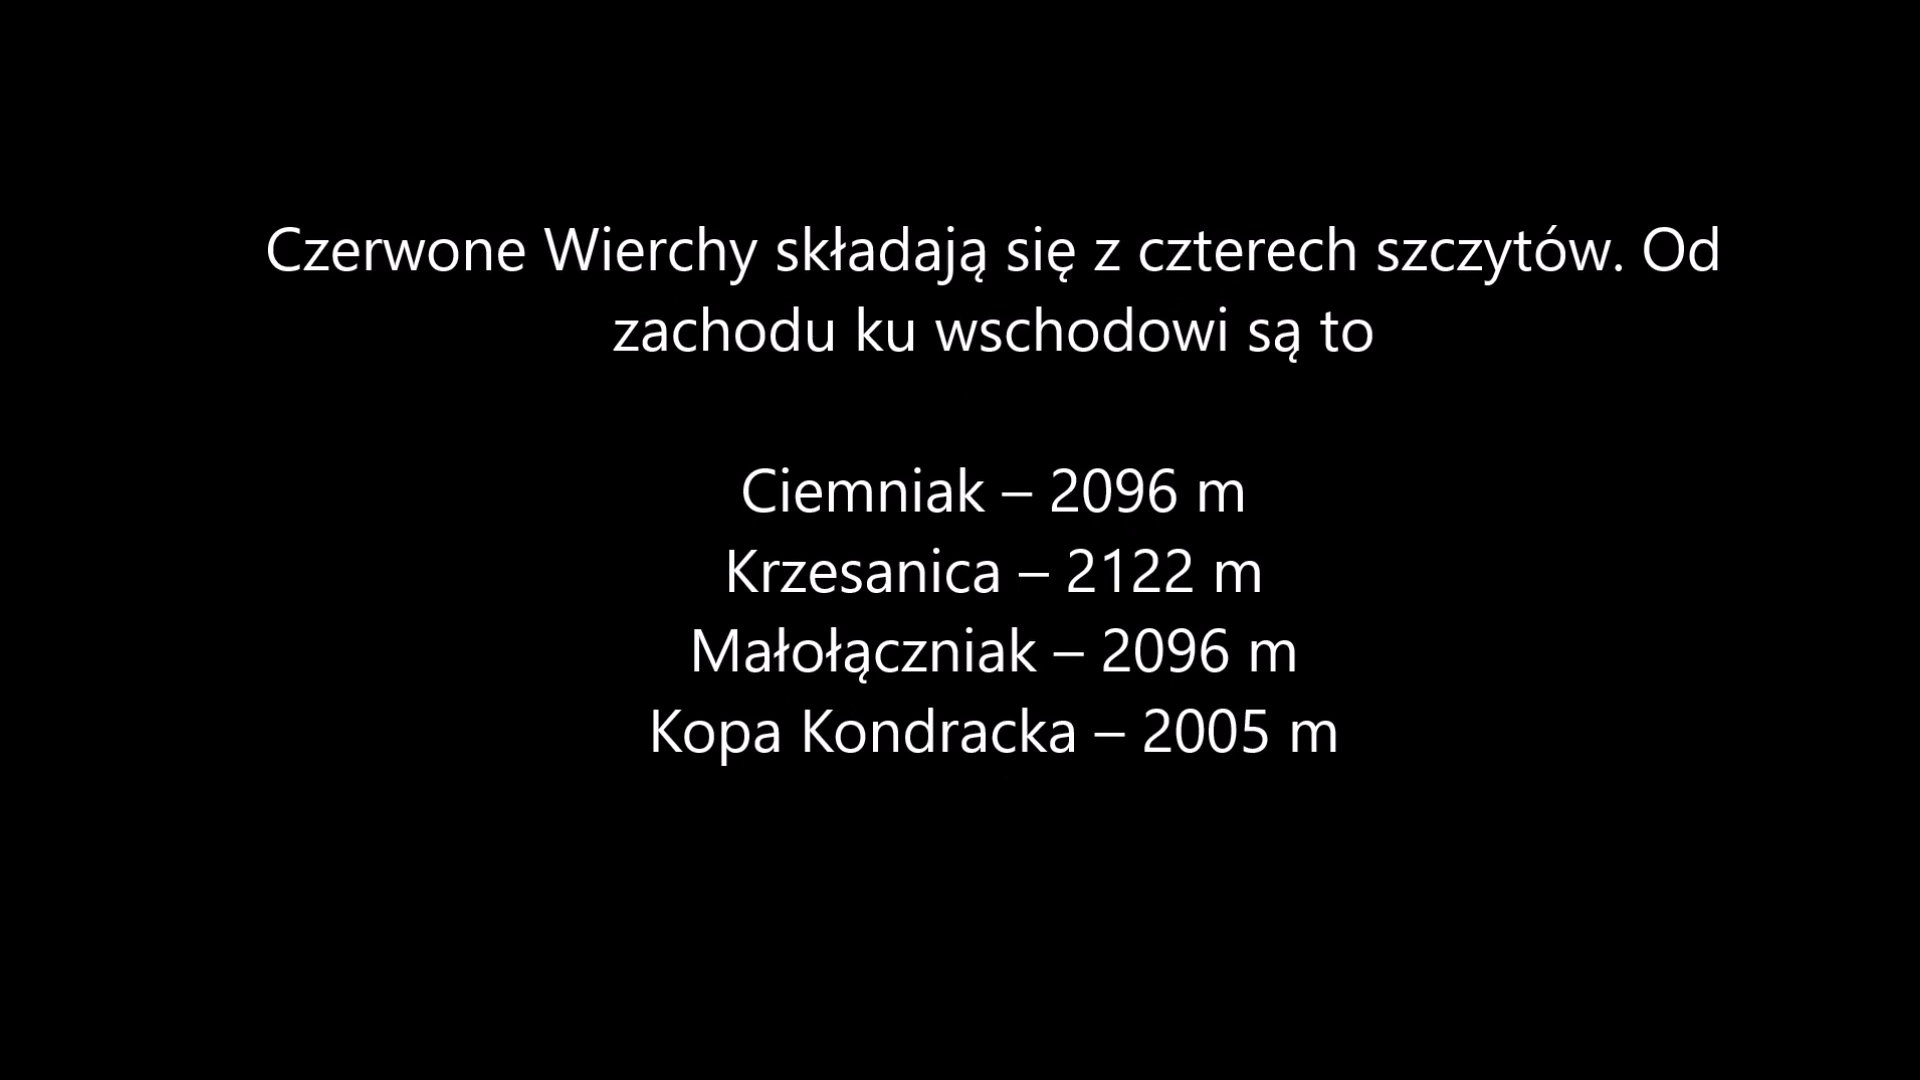 Czerwone Wierchy składają się z czterech szczytów. Od
zachodu ku wschodowi są to
Ciemniak – 2096 m
Krzesanica – 2122 m
Małołączniak – 2096 m
Kopa Kondracka – 2005 m